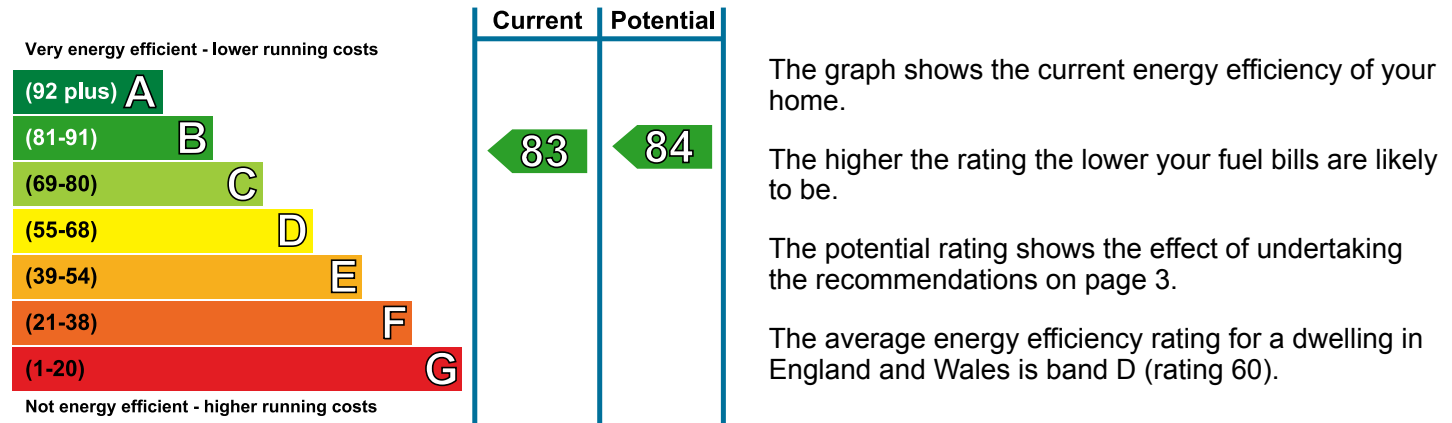 Current Potential
Very energy efficient - lower running costs
(92 plus) A
(81-91) B
83 84
(69-80) C
(55-68) D
(39-54) E
(21-38) F
(1-20) G
Not energy efficient - higher running costs
The graph shows the current energy efficiency of your
home.
The higher the rating the lower your fuel bills are likely
to be.
The potential rating shows the effect of undertaking
the recommendations on page 3.
The average energy efficiency rating for a dwelling in
England and Wales is band D (rating 60).